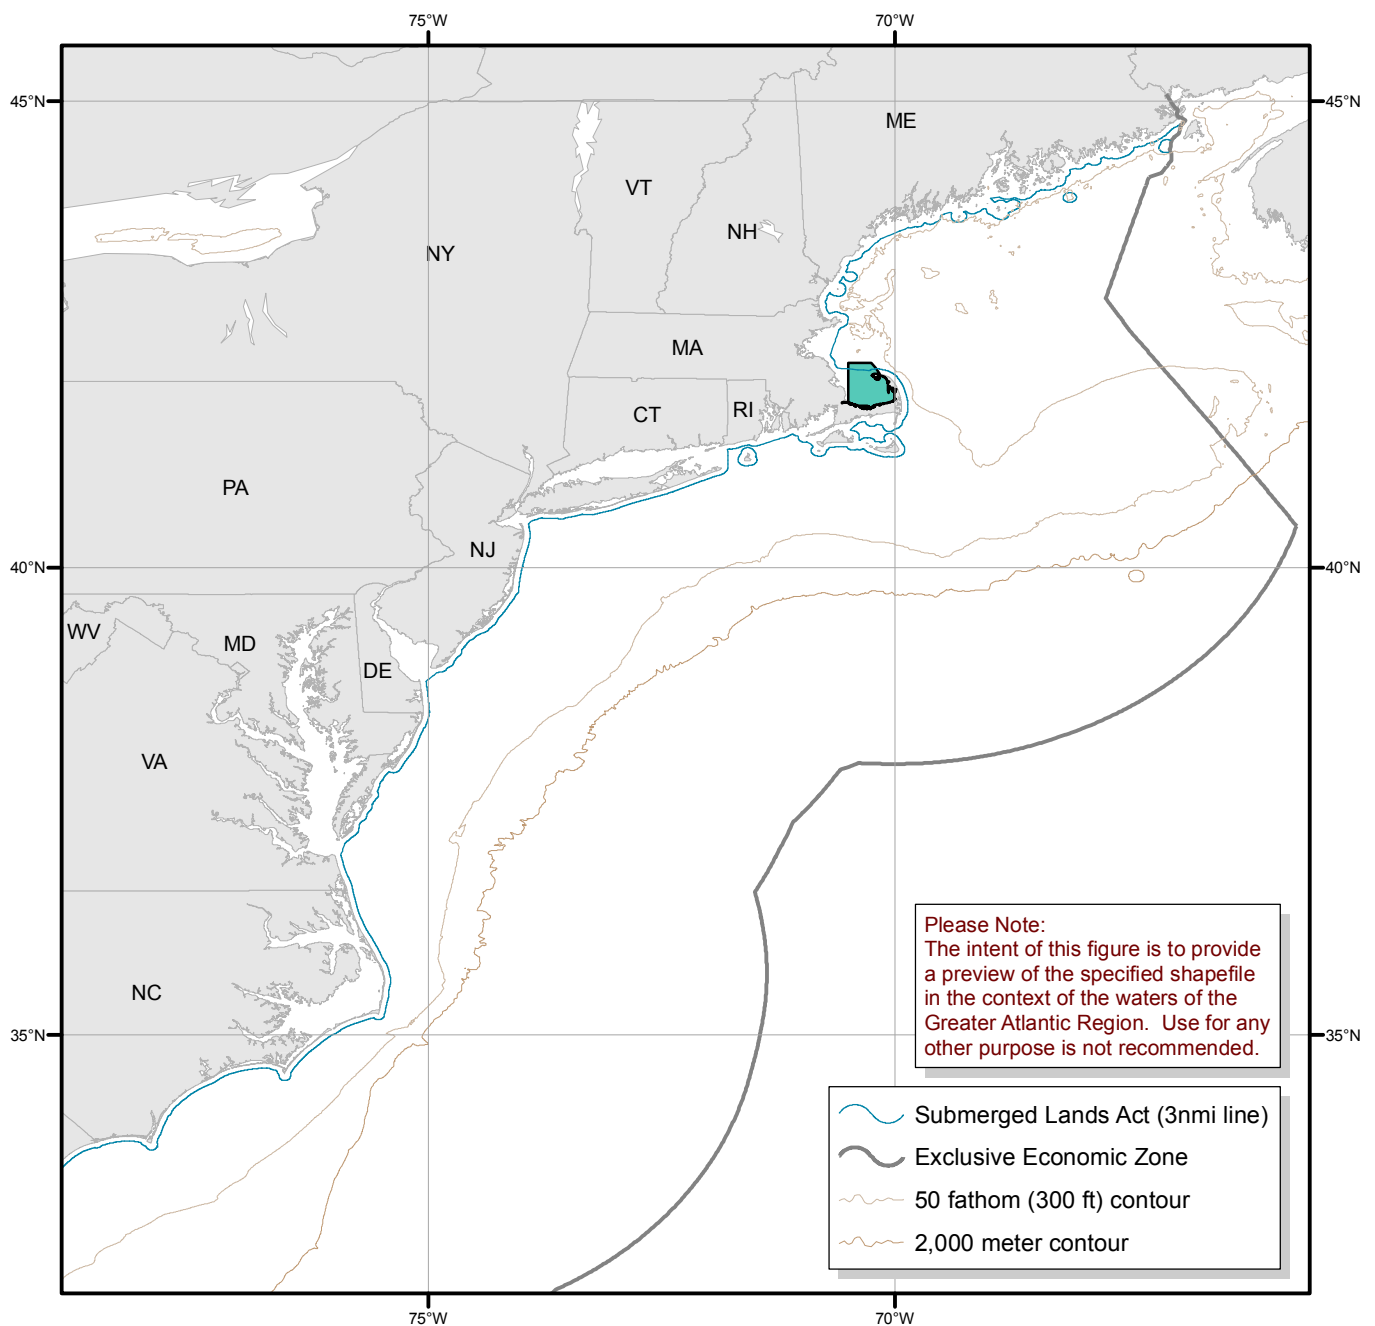 75°W
70°W
45°N
45°N
ME
VT
NH
NY
MA
CT
RI
PA
NJ
40°N
40°N
WV
MD
DE
VA
NC
35°N
35°N
Please Note:
The intent of this figure is to provide
a preview of the specified shapefile
in the context of the waters of the
Greater Atlantic Region. Use for any
other purpose is not recommended.
Submerged Lands Act (3nmi line)
Exclusive Economic Zone
50 fathom (300 ft) contour
2,000 meter contour
75°W
70°W